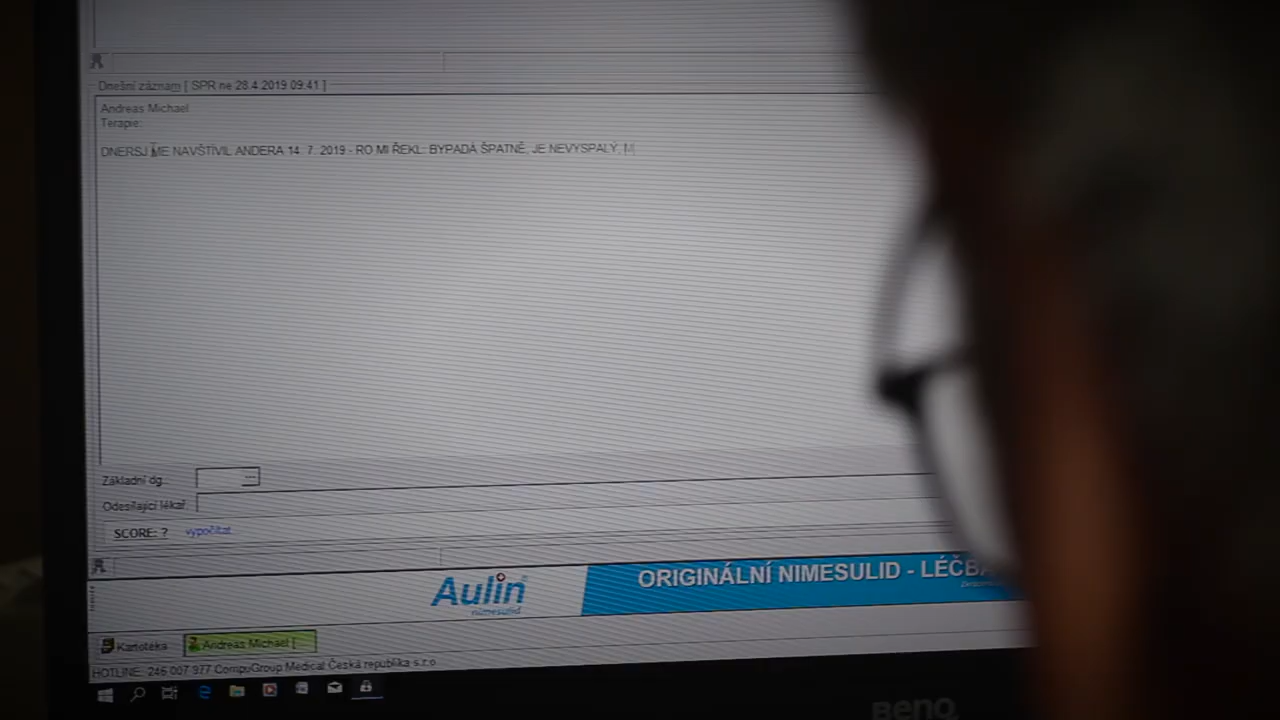 Dnešní záznam [ SPR ne 28.4.2019 09:41 ]
Andreas Michael
Terapie:
DNERSJ ME NAVŠTÍVIL ANDERA 14. 7. 2019 - RO MI ŘEKL: BYPADÁ ŠPATNĚ, JE NEVYSPALÝ, M
Základní dg.
...
Odesílající lékař:
SCORE: ? vypočítat
Aulin®
nimesulid
ORIGINÁLNÍ NIMESULID - LÉČBA
Kartotéka
Andreas Michael [
HOTLINE: 246 007 977 CompuGroup Medical Česká republika s.r.o
BenQ